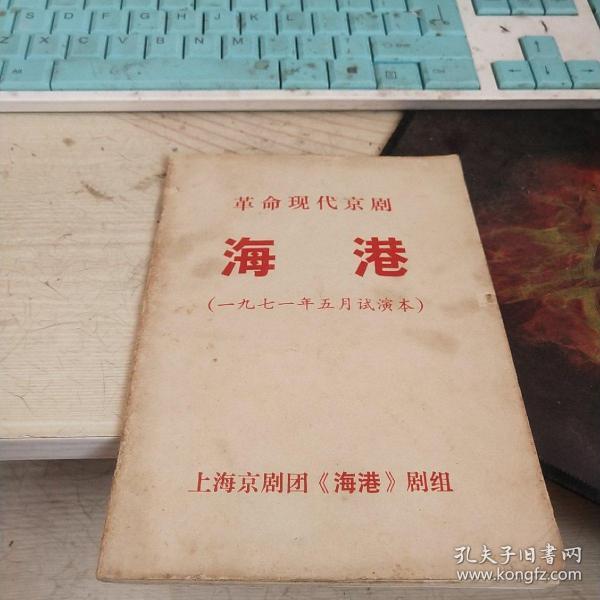 革命现代京剧
海港
(一九七一年五月试演本)
上海京剧团《海港》剧组
孔夫子旧书网
www.kongfz.com